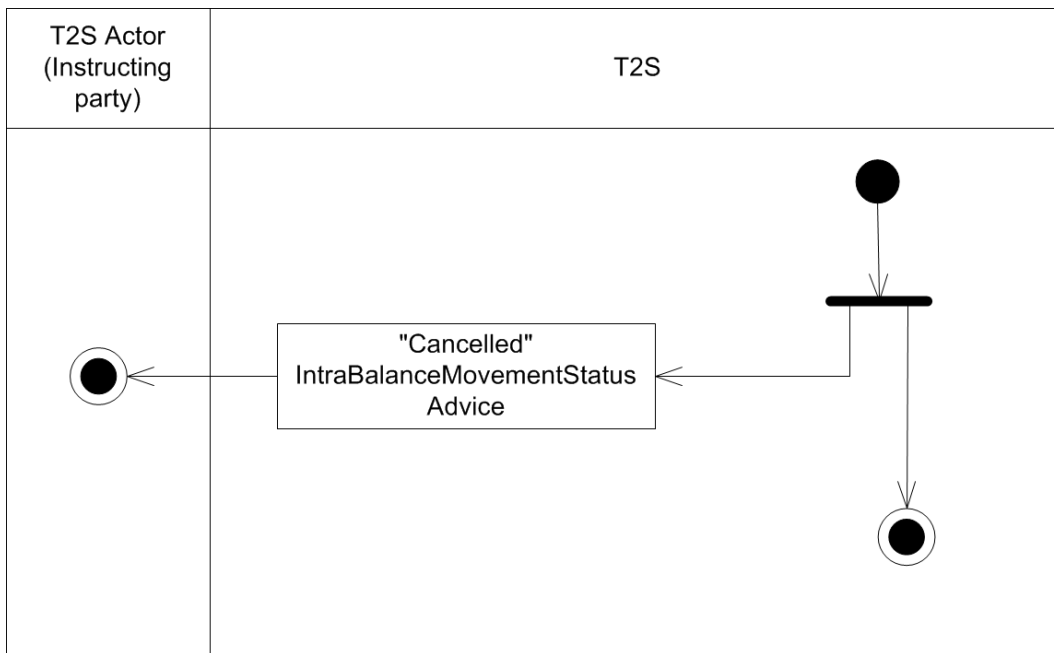 T2S Actor
(Instructing
party)
T2S
"Cancelled"
IntraBalanceMovementStatus
Advice